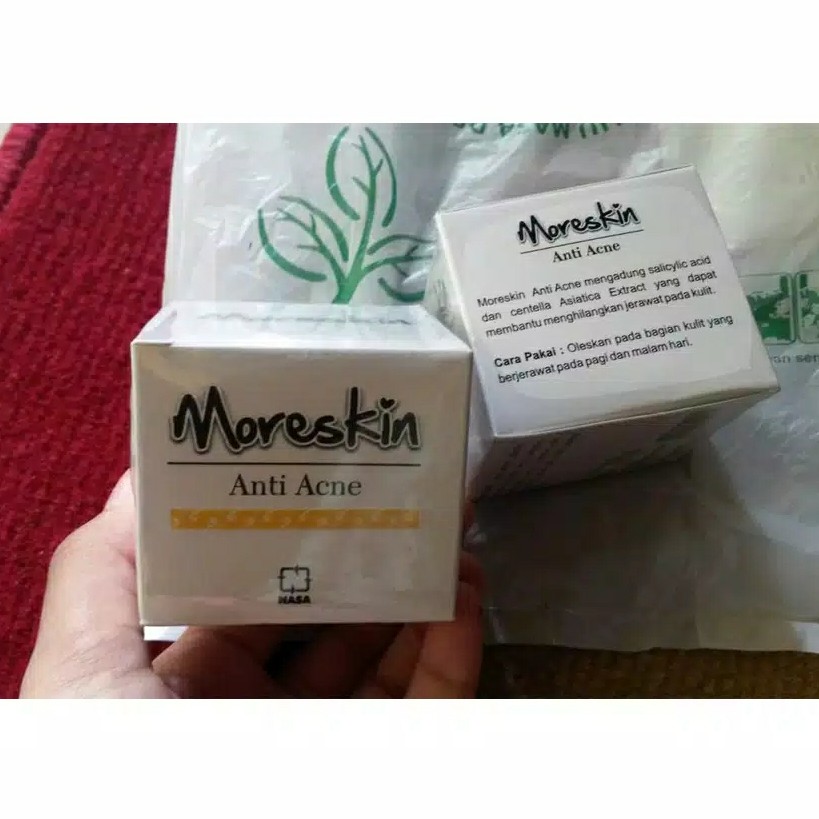 Moreskin
Anti Acne
NASA
Moreskin
Anti Acne
Moreskin Anti Acne mengadung salicylic acid
dan centella Asiatica Extract yang dapat
membantu menghilangkan jerawat pada kulit.
Cara Pakai : Oleskan pada bagian kulit yang
berjerawat pada pagi dan malam hari.